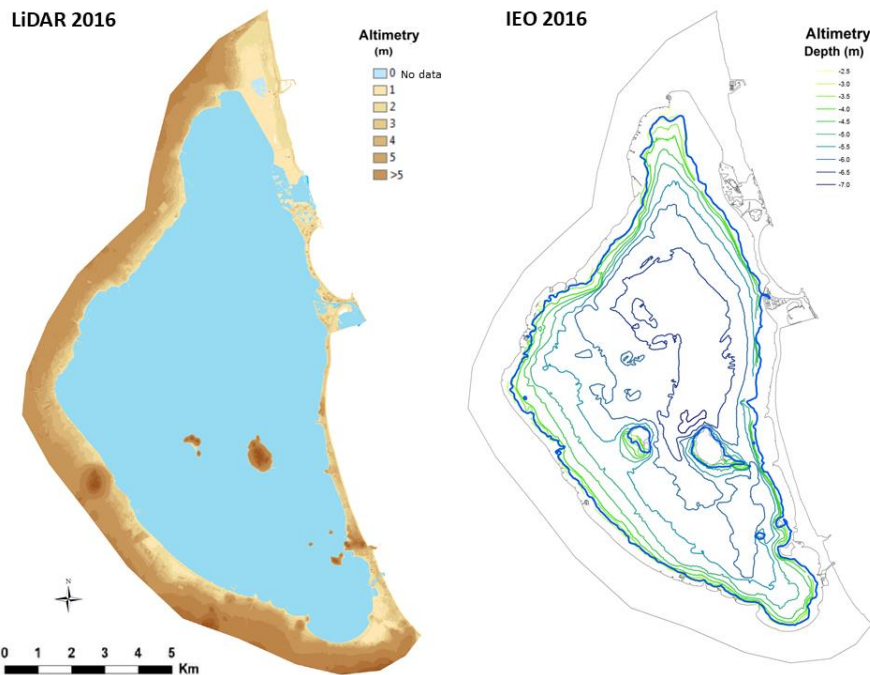 LiDAR 2016
Altimetry
(m)
0 No data
1
2
3
4
5
>5
N
0 1 2 3 4 5
Km
IEO 2016
Altimetry
Depth (m)
-2.5
-3.0
-3.5
-4.0
-4.5
-5.0
-5.5
-6.0
-6.5
-7.0